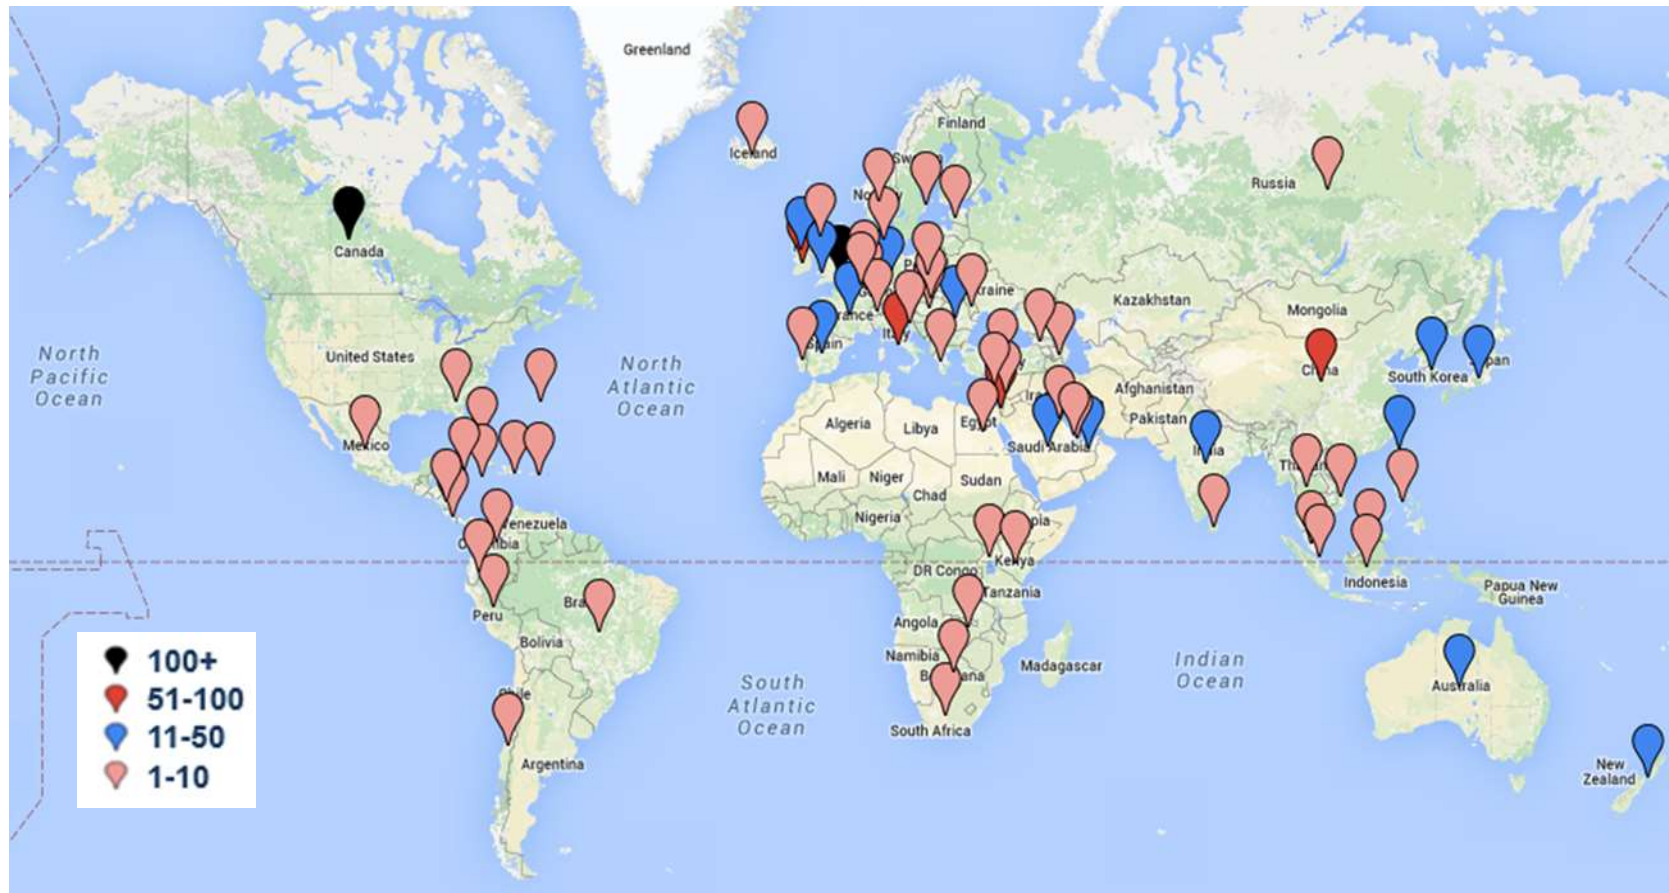 Greenland
Finland
Iceland
Russia
Canada
Kazakhstan
Mongolia
United States
North
Pacific
Ocean
North
Atlantic
Ocean
South Korea
Afghanistan
Pakistan
Algeria
Libya
Saudi Arabia
Mali
Niger
Sudan
Chad
Nigeria
Kenya
DR Congo
Tanzania
Indonesia
Papua New
Guinea
Peru
Angola
Bolivia
Namibia
Madagascar
Indian
Ocean
South
Atlantic
Ocean
Australia
South Africa
Argentina
New
Zealand
100+
51-100
11-50
1-10